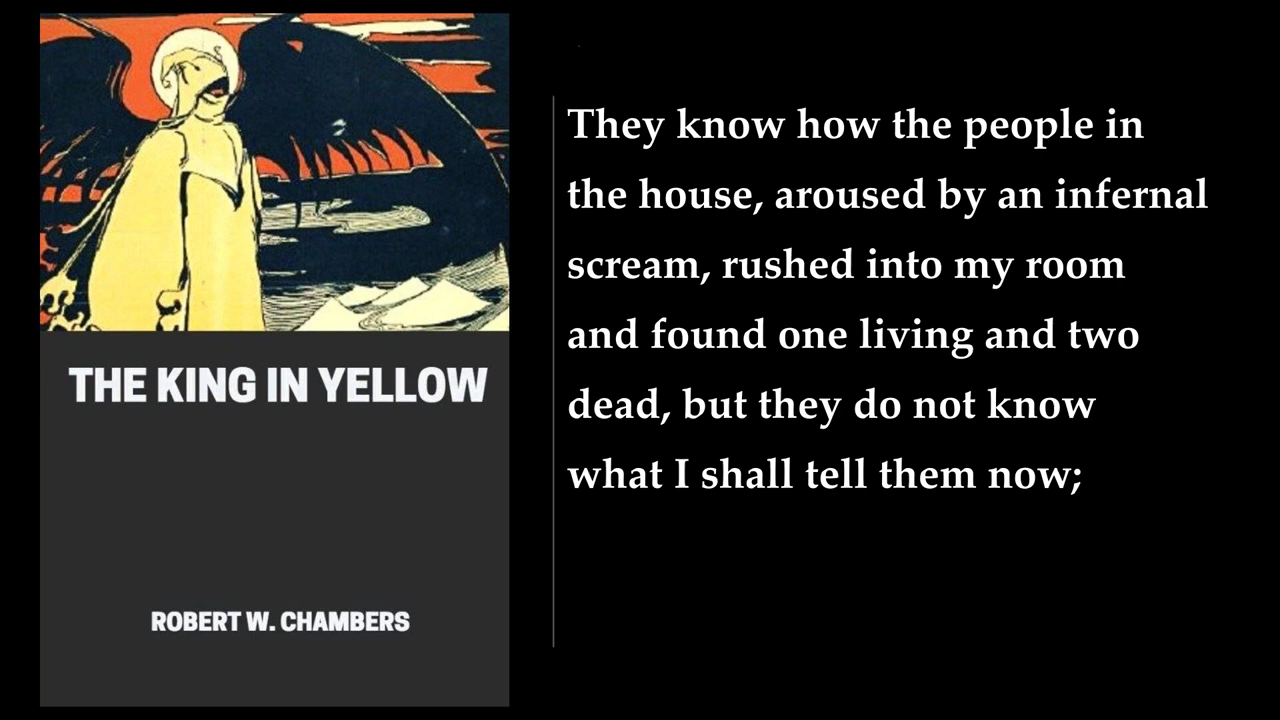 THE KING IN YELLOW
ROBERT W. CHAMBERS
They know how the people in
the house, aroused by an infernal
scream, rushed into my room
and found one living and two
dead, but they do not know
what I shall tell them now;